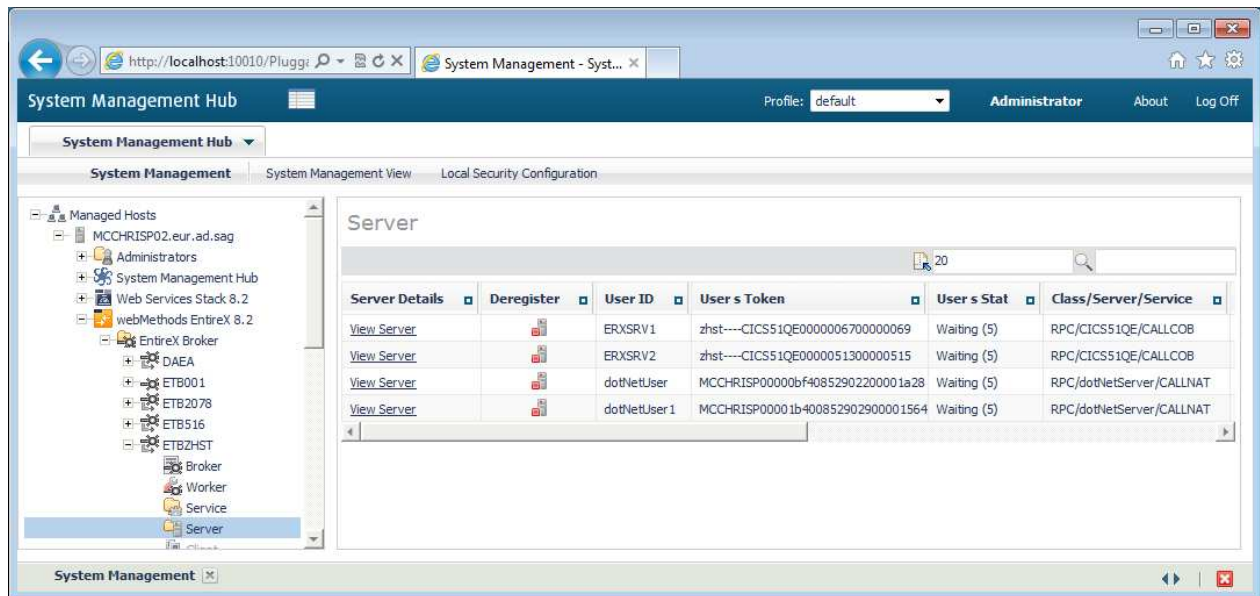 http://localhost:10010/Plugg
System Management - Syst...
System Management Hub
Profile: default
Administrator
About
Log Off
System Management Hub
System Management
System Management View
Local Security Configuration
Managed Hosts
MCCHRISP02.eur.ad.sag
Administrators
System Management Hub
Web Services Stack 8.2
webMethods EntireX 8.2
EntireX Broker
DAEA
ETB001
ETB2078
ETB516
ETBZHST
Broker
Worker
Service
Server
Client
Server
20
Server Details Deregister User ID User s Token User s Stat Class/Server/Service
View Server ERXSRV1 zhst----CICS51QE0000006700000069 Waiting (5) RPC/CICS51QE/CALLCOB
View Server ERXSRV2 zhst----CICS51QE0000051300000515 Waiting (5) RPC/CICS51QE/CALLCOB
View Server dotNetUser MCCHRISP00000bf40852902200001a28 Waiting (5) RPC/dotNetServer/CALLNAT
View Server dotNetUser1 MCCHRISP00001b400852902900001564 Waiting (5) RPC/dotNetServer/CALLNAT
System Management